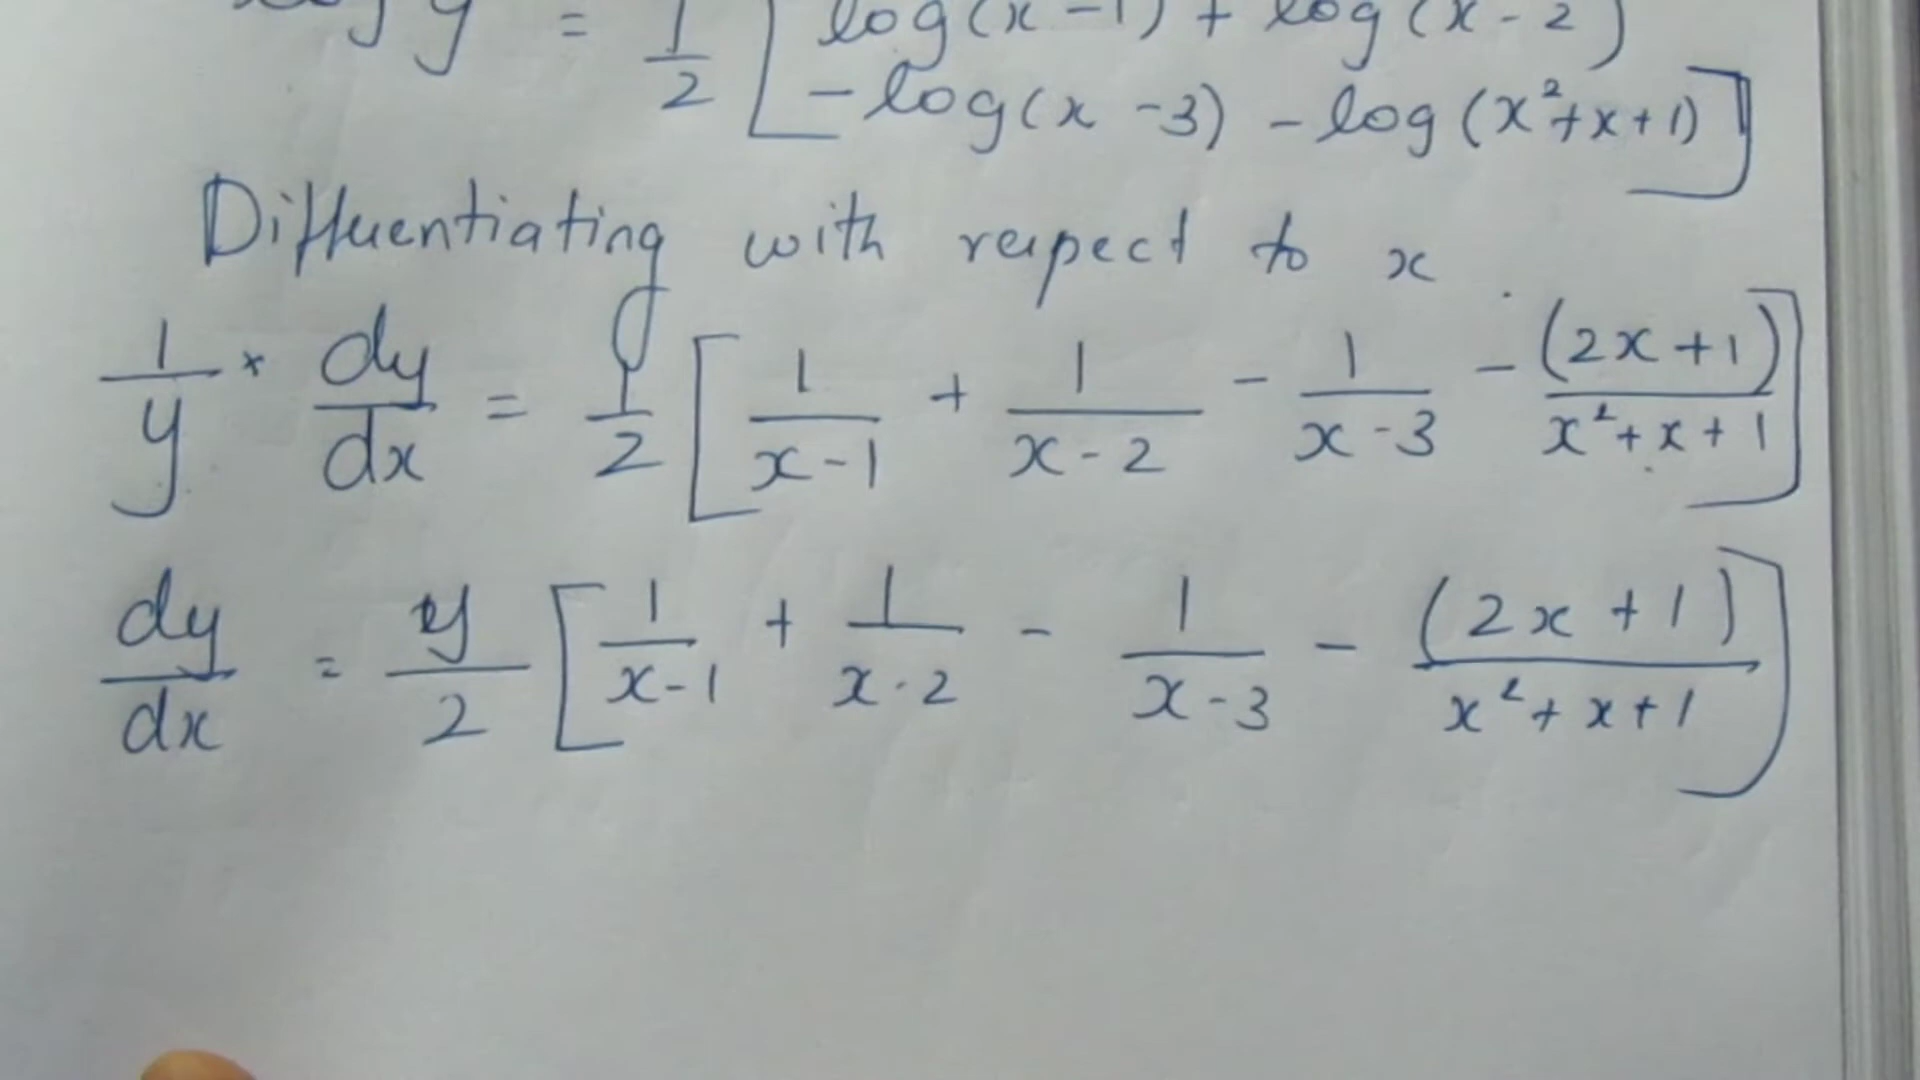 log y = 1/2 [ log(x-1) + log(x-2)
- log(x-3) - log(x²+x+1) ]
Differentiating with respect to x
1/y * dy/dx = 1/2 [ 1/(x-1) + 1/(x-2) - 1/(x-3) - (2x+1)/(x²+x+1) ]
dy/dx = y/2 [ 1/(x-1) + 1/(x-2) - 1/(x-3) - (2x+1)/(x²+x+1) ]